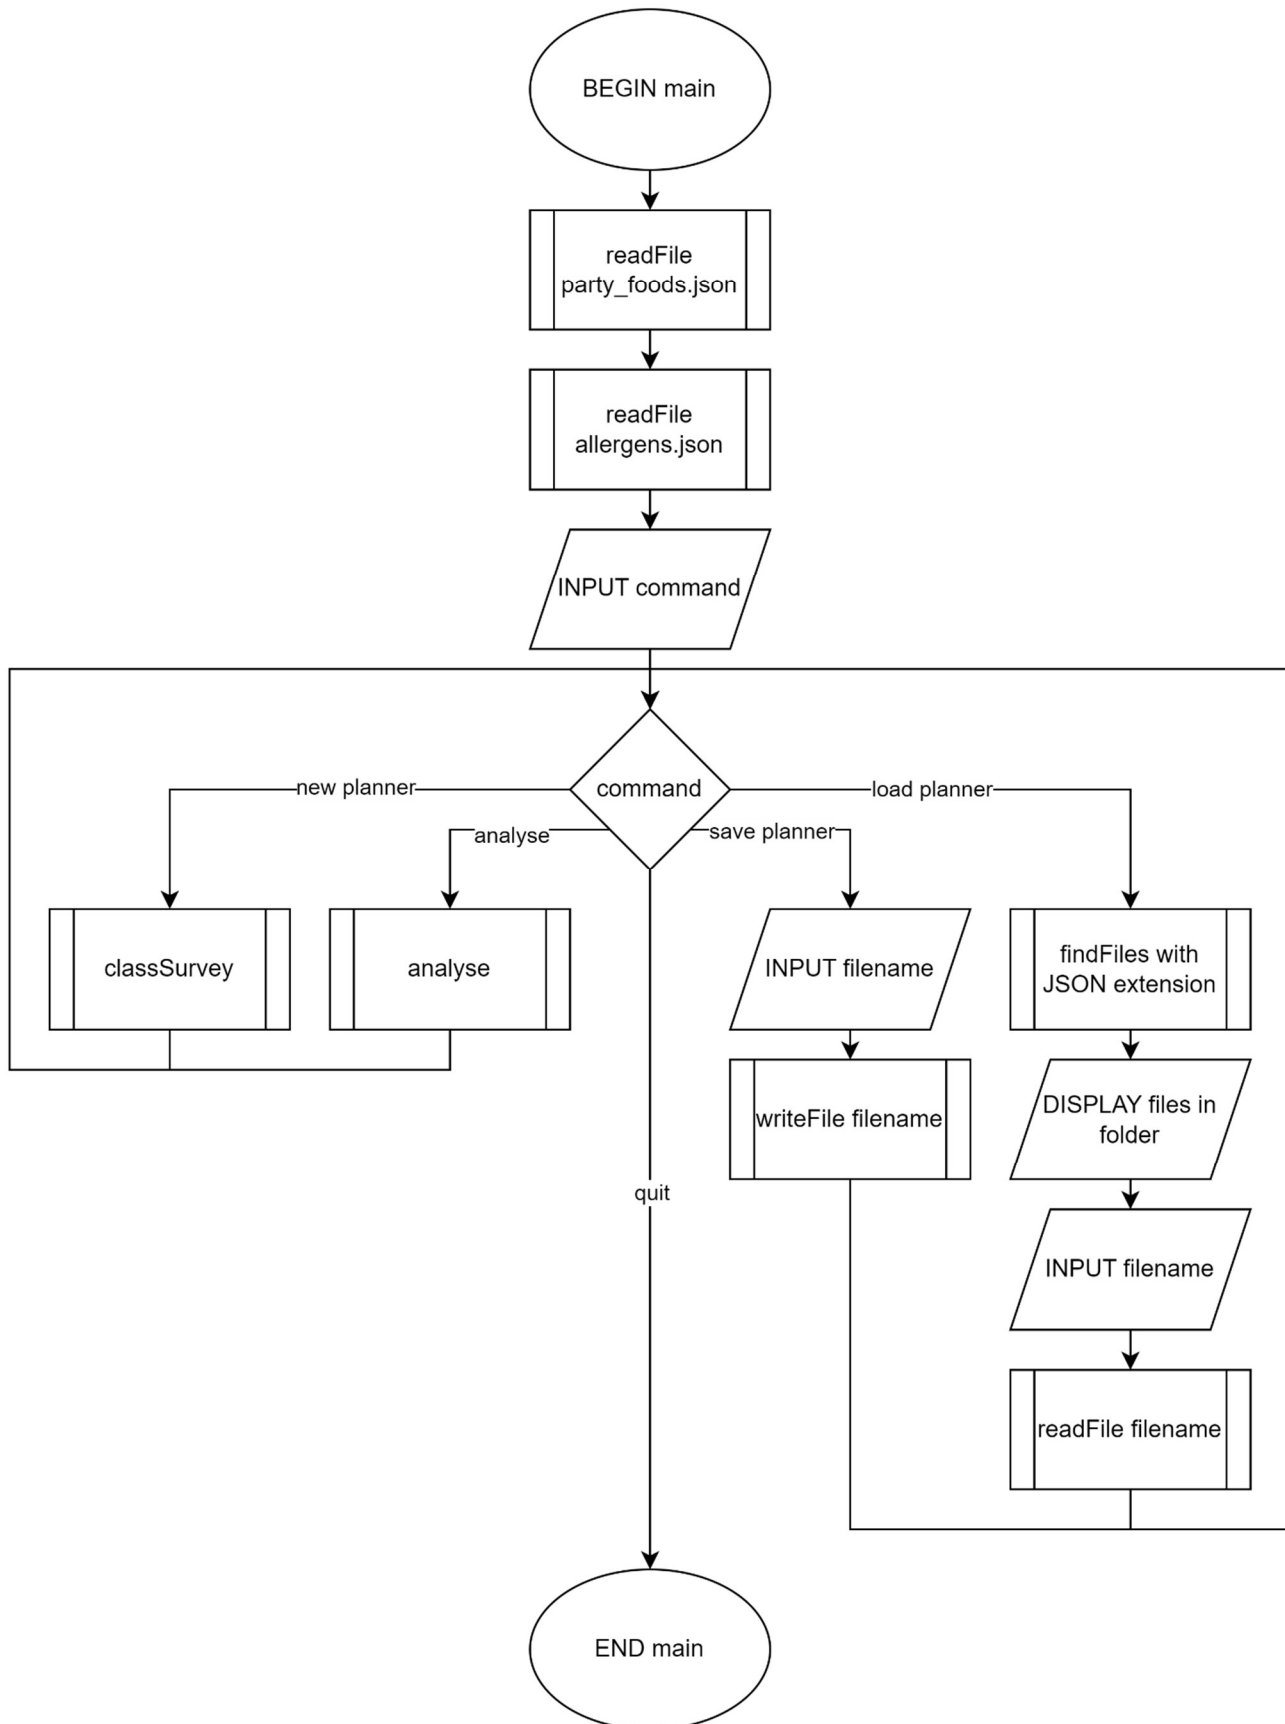 BEGIN main
readFile
party_foods.json
readFile
allergens.json
INPUT command
command
new planner
analyse
save planner
load planner
classSurvey
analyse
INPUT filename
findFiles with
JSON extension
writeFile filename
DISPLAY files in
folder
quit
INPUT filename
readFile filename
END main